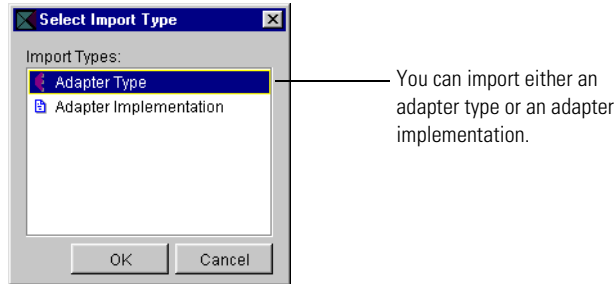 Select Import Type
Import Types:
Adapter Type
Adapter Implementation
OK Cancel
You can import either an
adapter type or an adapter
implementation.